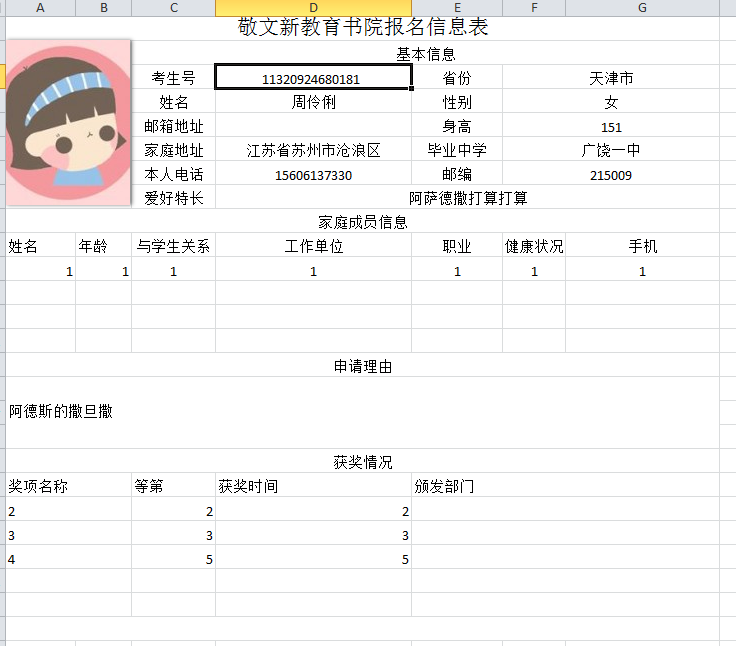 A B C D E F G
敬文新教育书院报名信息表
基本信息
考生号 11320924680181 省份 天津市
姓名 周伶俐 性别 女
邮箱地址 身高 151
家庭地址 江苏省苏州市沧浪区 毕业中学 广饶一中
本人电话 15606137330 邮编 215009
爱好特长 阿萨德撒打算打算
家庭成员信息
姓名 年龄 与学生关系 工作单位 职业 健康状况 手机
1 1 1 1 1 1 1
申请理由
阿德斯的撒旦撒
获奖情况
奖项名称 等第 获奖时间 颁发部门
2 2 2
3 3 3
4 5 5